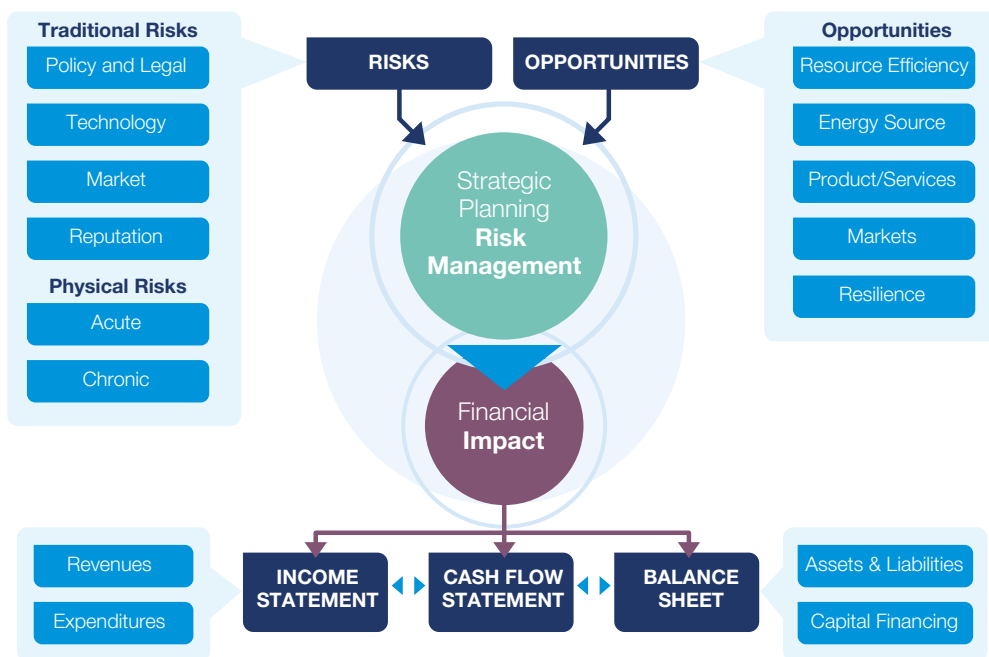 Traditional Risks
Policy and Legal
Technology
Market
Reputation
Physical Risks
Acute
Chronic
RISKS
OPPORTUNITIES
Opportunities
Resource Efficiency
Energy Source
Product/Services
Markets
Resilience
Strategic
Planning
Risk
Management
Financial
Impact
Revenues
Expenditures
INCOME
STATEMENT
CASH FLOW
STATEMENT
BALANCE
SHEET
Assets & Liabilities
Capital Financing